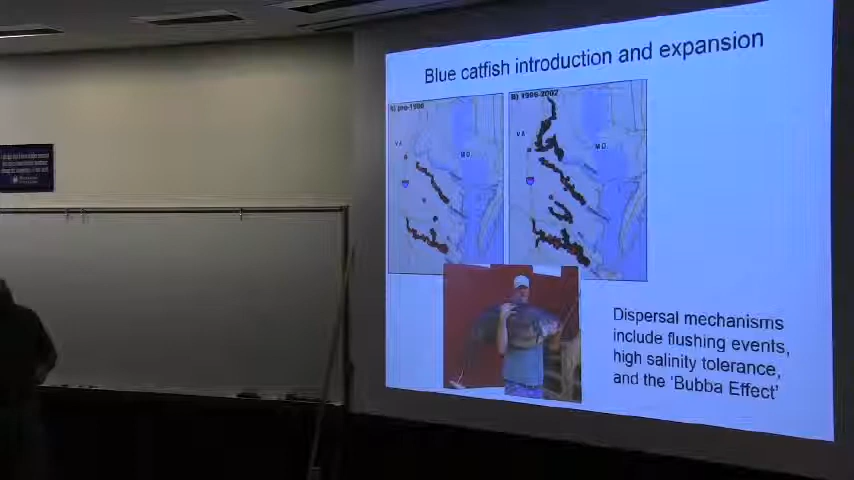 Blue catfish introduction and expansion
A) pre-1996
B) 1996-2002
VA
MD
VA
MD
Dispersal mechanisms
include flushing events,
high salinity tolerance,
and the 'Bubba Effect'